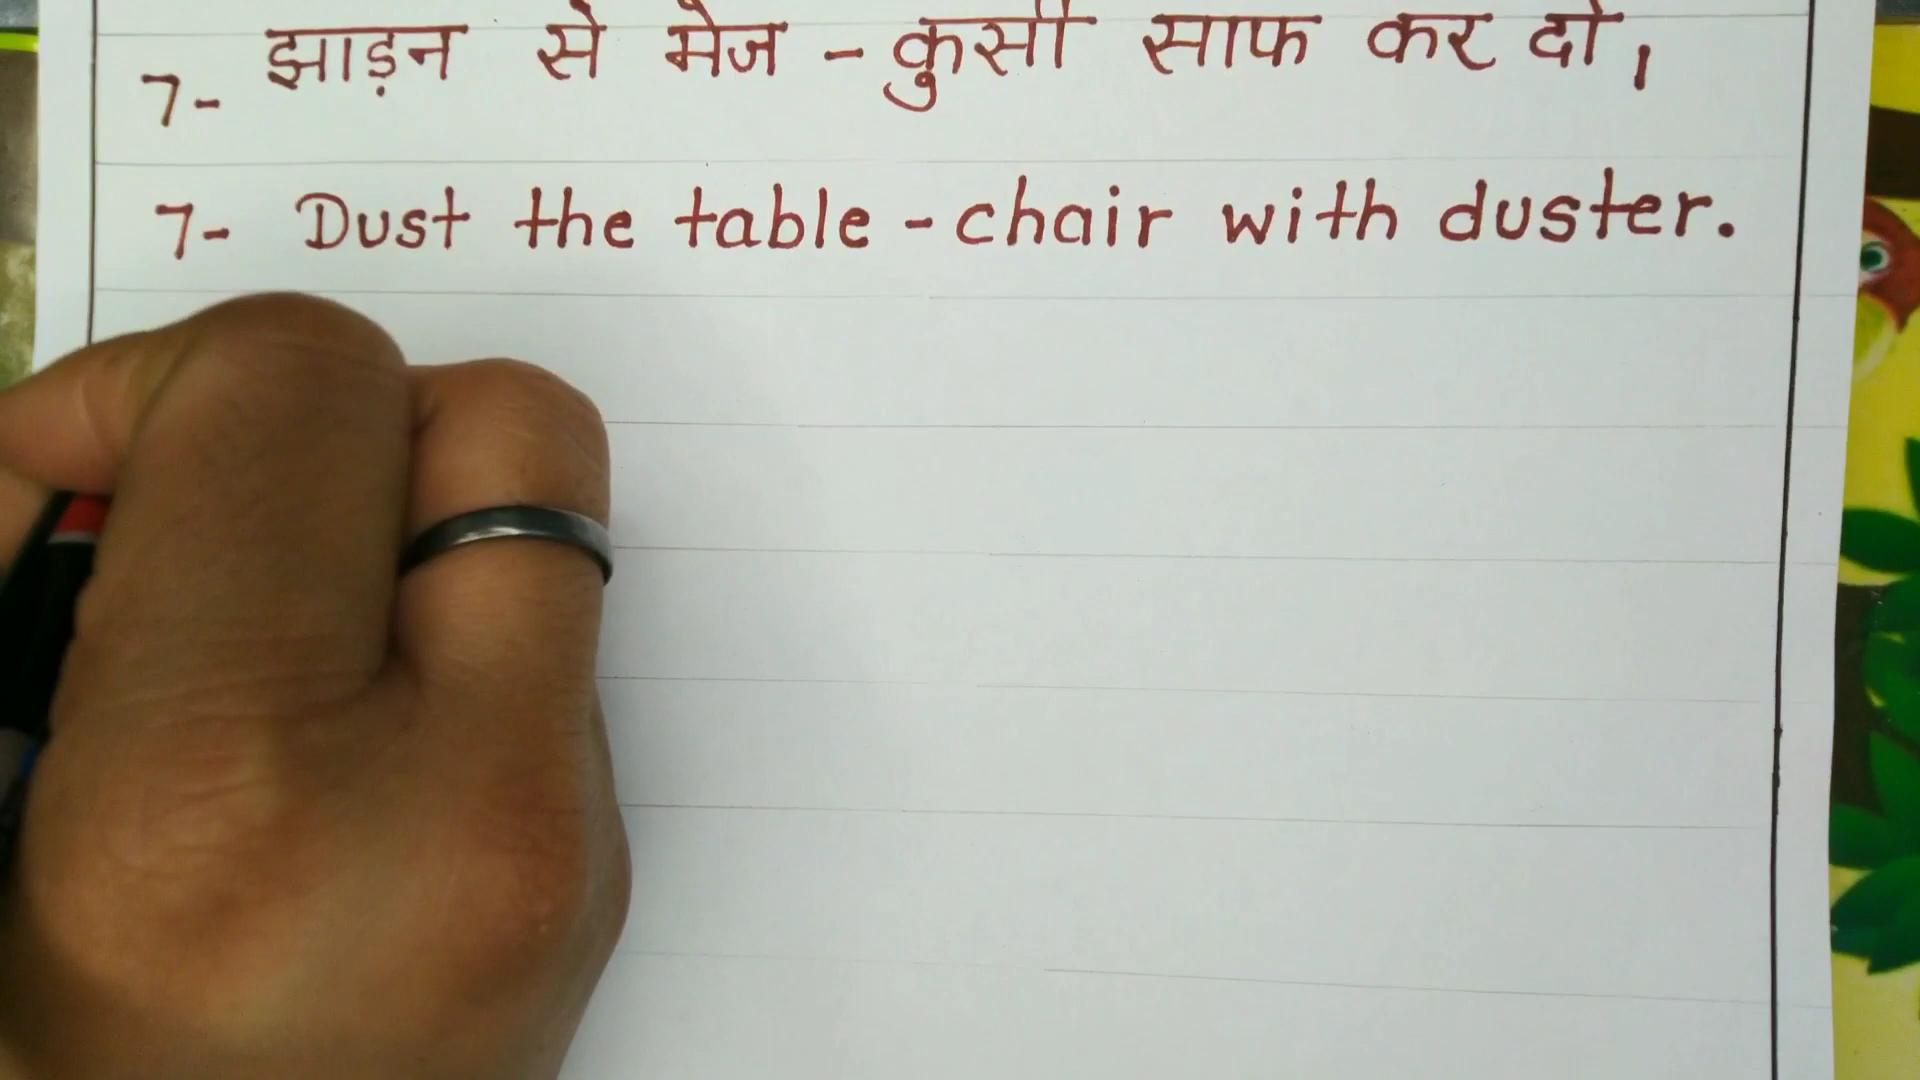 7- झाड़न से मेज - कुर्सी साफ कर दो,
7- Dust the table - chair with duster.